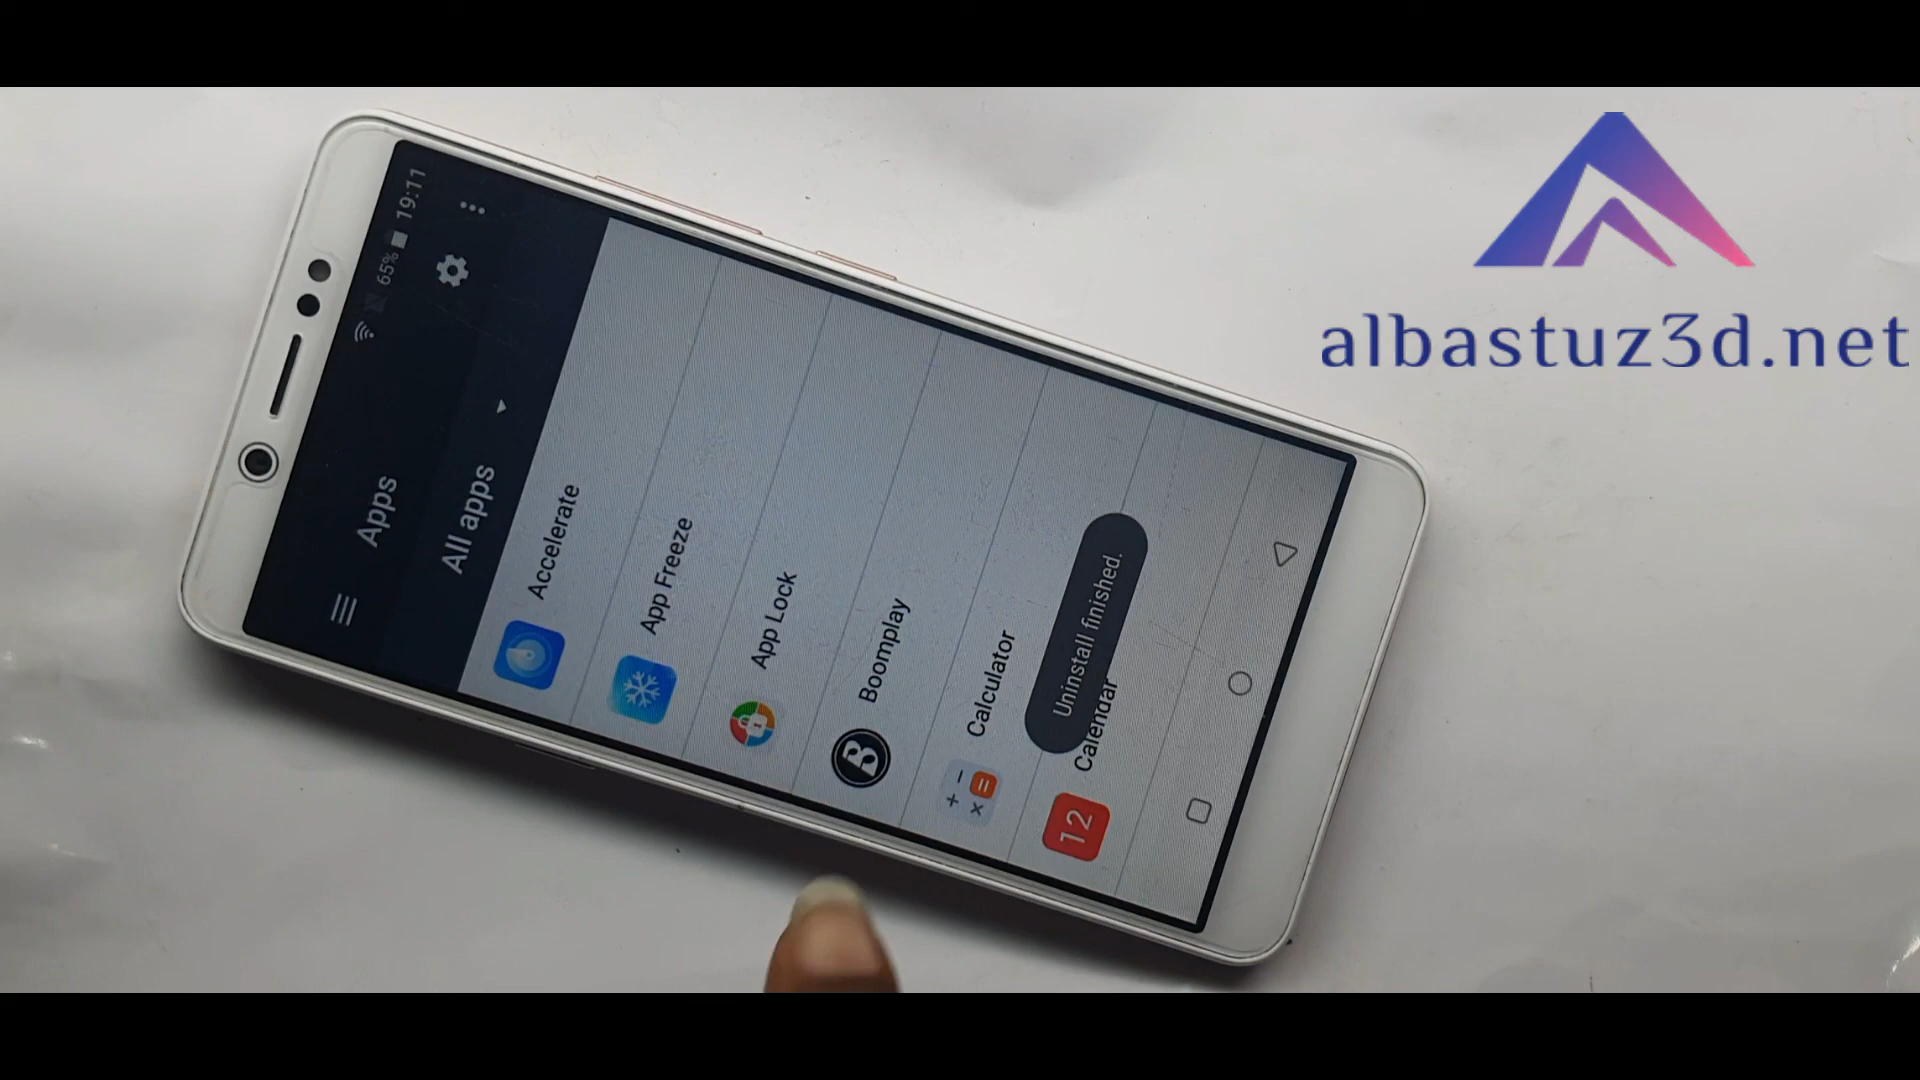 65% 19:11
Apps
All apps
Accelerate
App Freeze
App Lock
Boomplay
Calculator
12 Calendar
Uninstall finished.
albastuz3d.net